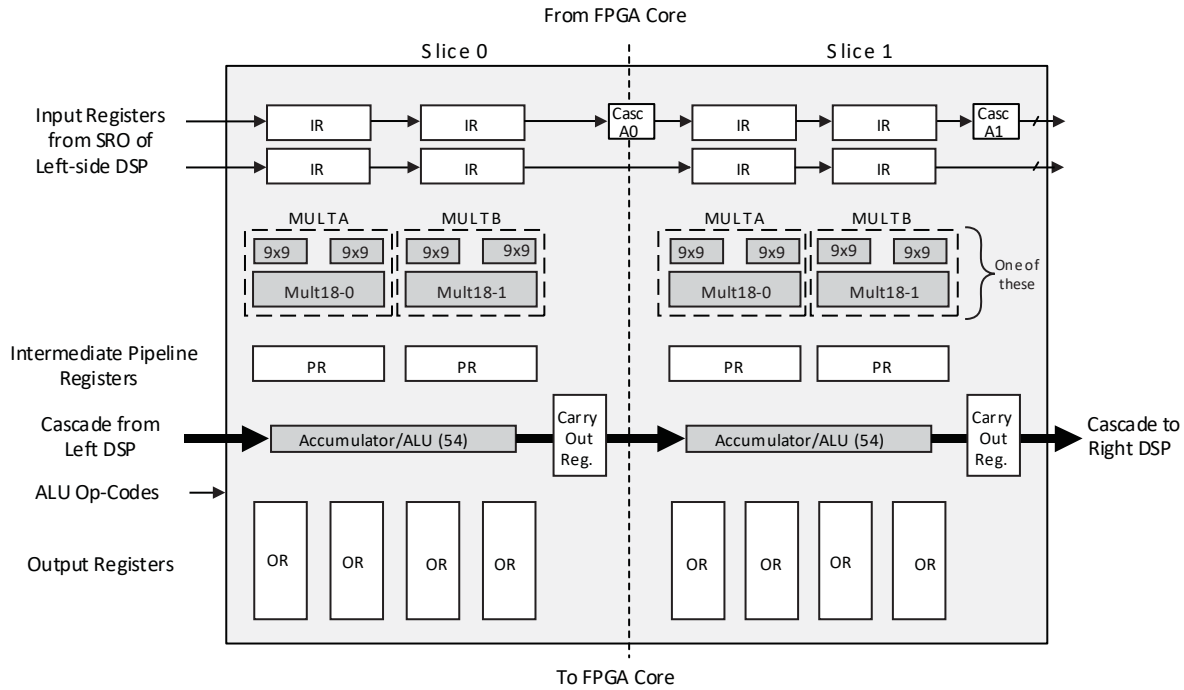 From FPGA Core
Slice 0
Slice 1
Input Registers
from SRO of
Left-side DSP
IR
IR
Casc
A0
IR
IR
Casc
A1
IR
IR
IR
IR
MULTA
MULTB
MULTA
MULTB
9x9
9x9
9x9
9x9
9x9
9x9
9x9
9x9
Mult18-0
Mult18-1
Mult18-0
Mult18-1
One of
these
Intermediate Pipeline
Registers
PR
PR
PR
PR
Cascade from
Left DSP
Accumulator/ALU (54)
Carry
Out
Reg.
Accumulator/ALU (54)
Carry
Out
Reg.
Cascade to
Right DSP
ALU Op-Codes
Output Registers
OR
OR
OR
OR
OR
OR
OR
OR
To FPGA Core